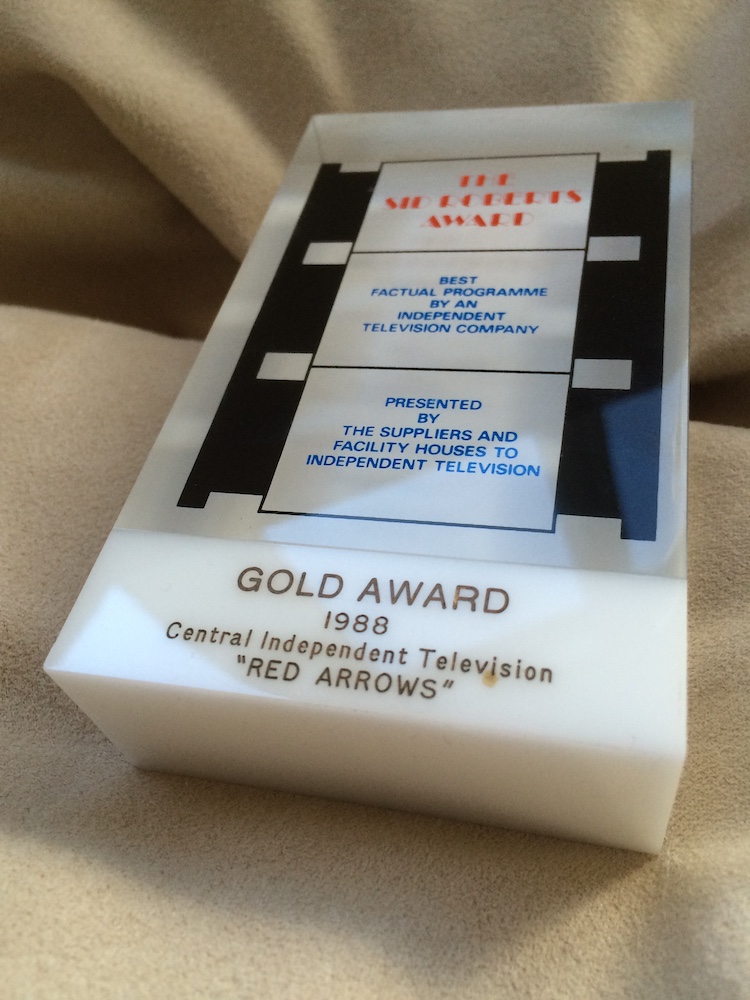 THE
SID ROBERTS
AWARD
BEST
FACTUAL PROGRAMME
BY AN
INDEPENDENT
TELEVISION COMPANY
PRESENTED
BY
THE SUPPLIERS AND
FACILITY HOUSES TO
INDEPENDENT TELEVISION
GOLD AWARD
1988
Central Independent Television
"RED ARROWS"